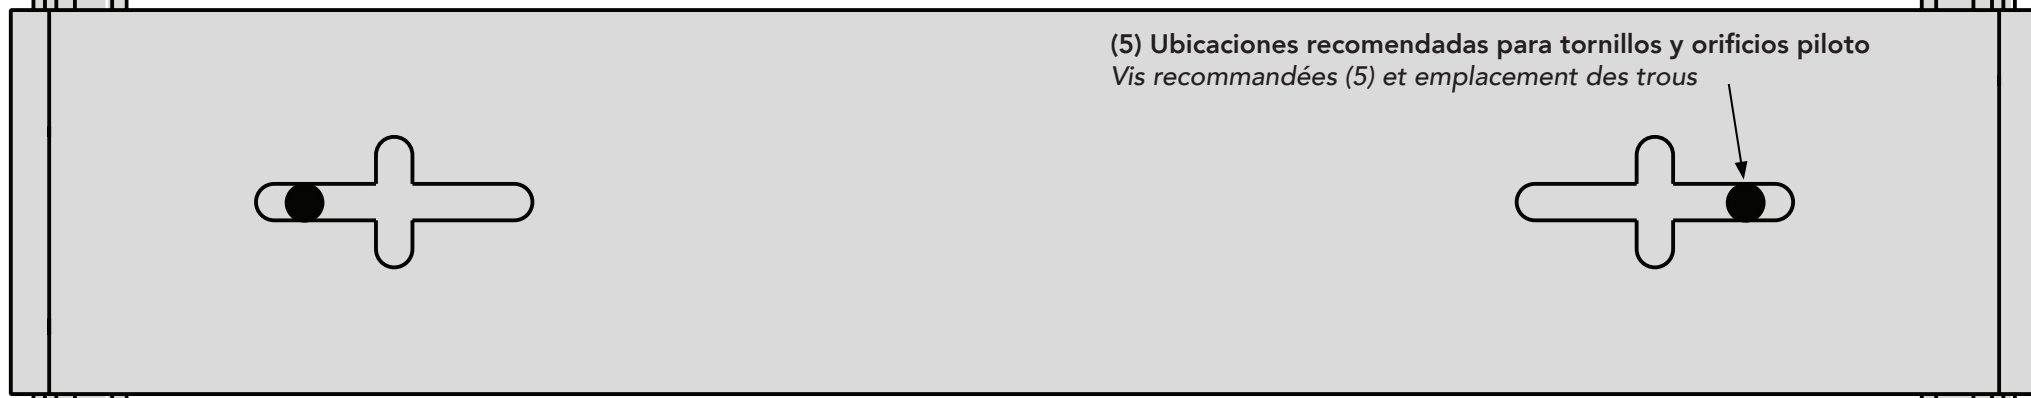 (5) Ubicaciones recomendadas para tornillos y orificios piloto
Vis recommandées (5) et emplacement des trous